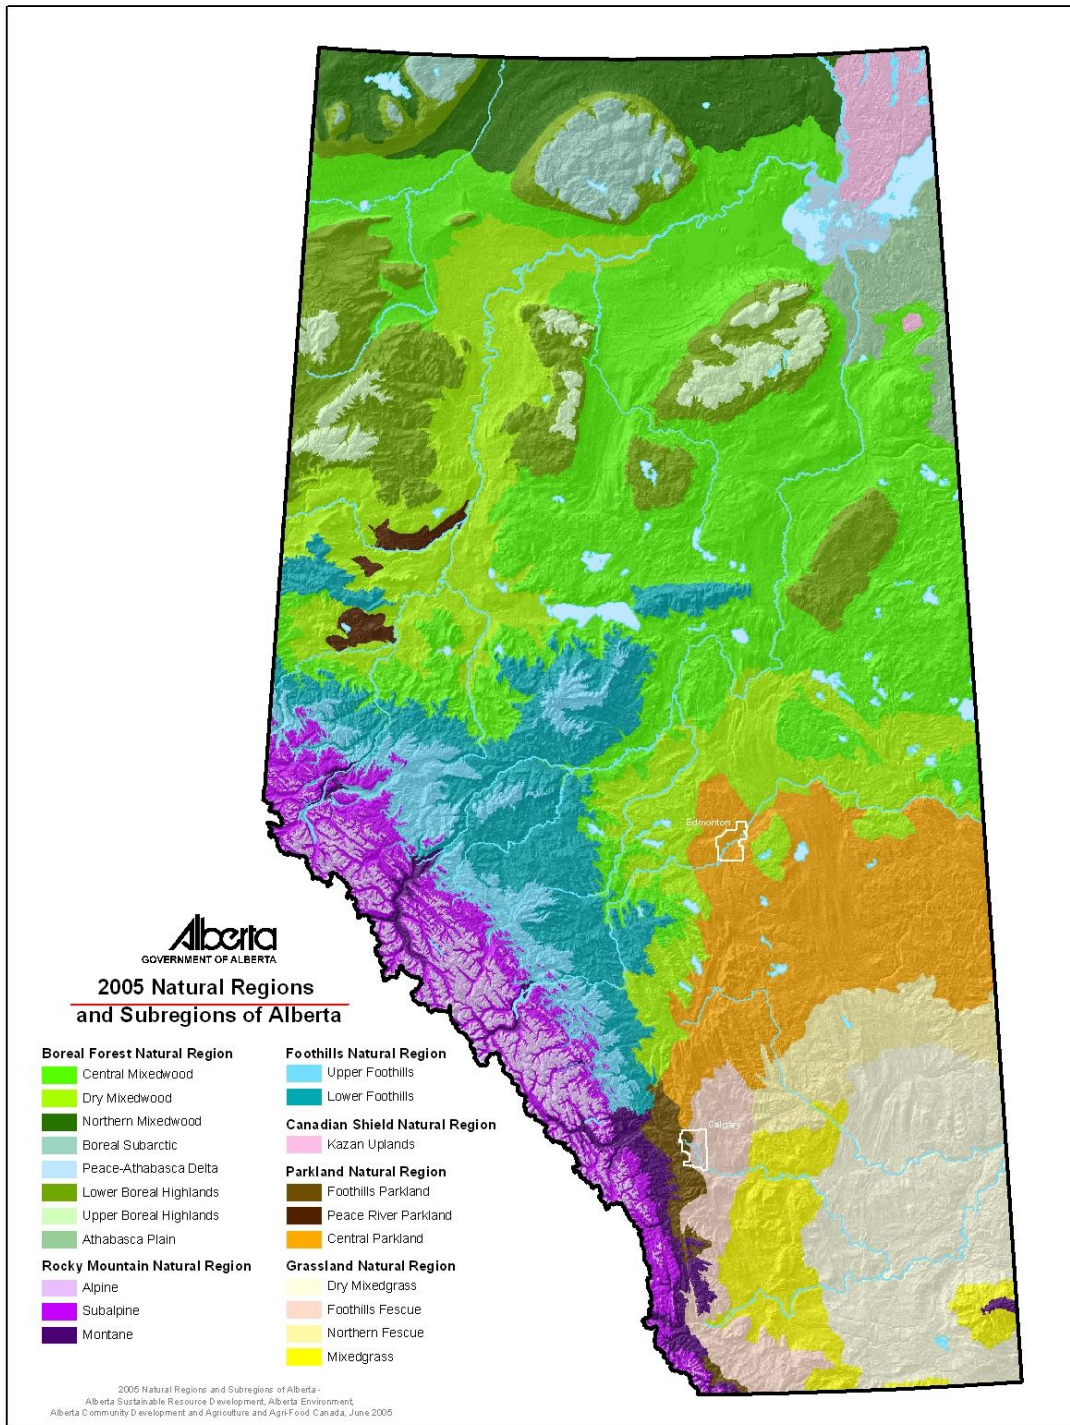 Edmonton
Calgary
Alberta
GOVERNMENT OF ALBERTA
2005 Natural Regions
and Subregions of Alberta
Boreal Forest Natural Region
Central Mixedwood
Dry Mixedwood
Northern Mixedwood
Boreal Subarctic
Peace-Athabasca Delta
Lower Boreal Highlands
Upper Boreal Highlands
Athabasca Plain
Rocky Mountain Natural Region
Alpine
Subalpine
Montane
Foothills Natural Region
Upper Foothills
Lower Foothills
Canadian Shield Natural Region
Kazan Uplands
Parkland Natural Region
Foothills Parkland
Peace River Parkland
Central Parkland
Grassland Natural Region
Dry Mixedgrass
Foothills Fescue
Northern Fescue
Mixedgrass
2005 Natural Regions and Subregions of Alberta -
Alberta Sustainable Resource Development, Alberta Environment,
Alberta Community Development and Agriculture and Agri-Food Canada, June 2005